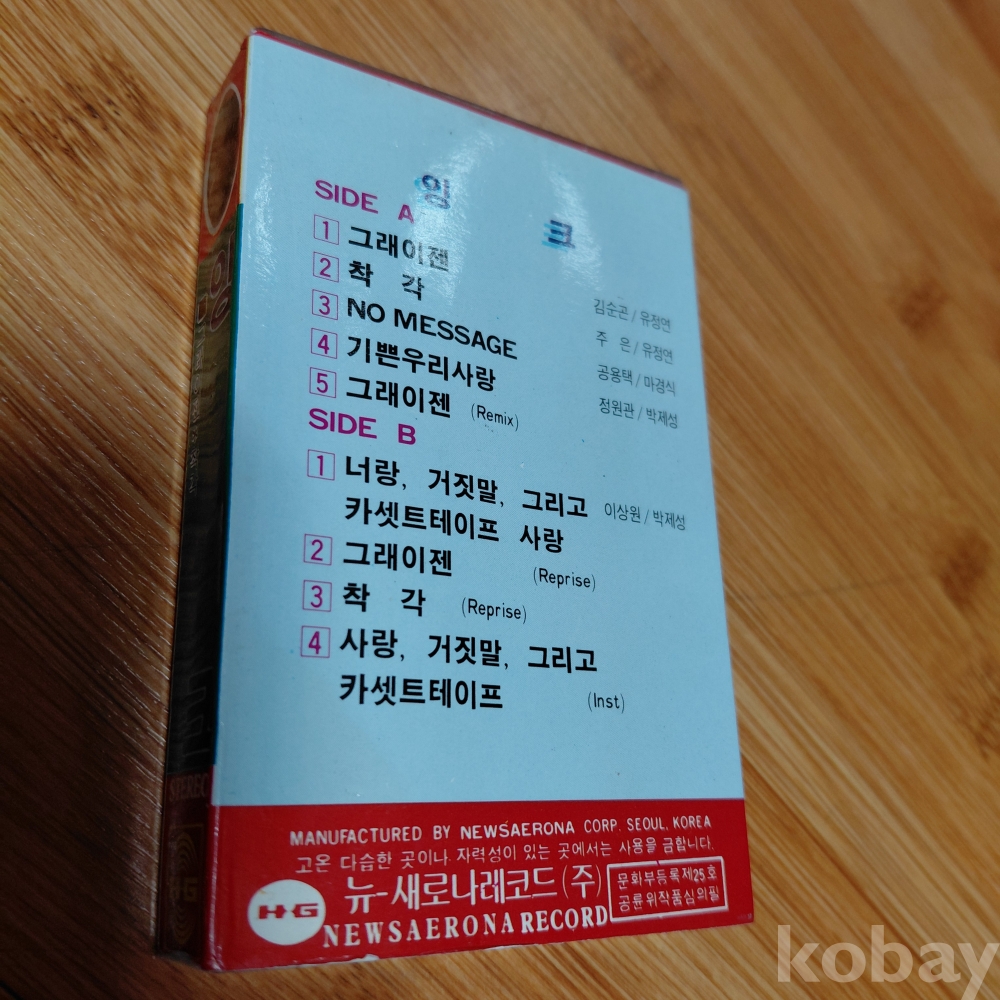 잉 크
SIDE A
1 그래이젠
2 착 각 김순곤/유정연
3 NO MESSAGE 주 은/유정연
4 기쁜우리사랑 공용택/마경식
5 그래이젠 (Remix) 정원관/박제성
SIDE B
1 너랑, 거짓말, 그리고 이상원/박제성
카셋트테이프 사랑
2 그래이젠 (Reprise)
3 착 각 (Reprise)
4 사랑, 거짓말, 그리고
카셋트테이프 (Inst)
MANUFACTURED BY NEWSAERONA CORP. SEOUL, KOREA
고온 다습한 곳이나 자력성이 있는 곳에서는 사용을 금합니다.
HG 뉴-새로나레코드(주)
NEWSAERONA RECORD
문화부등록제25호
공륜위작품심의필
STEREO
HG
kobay